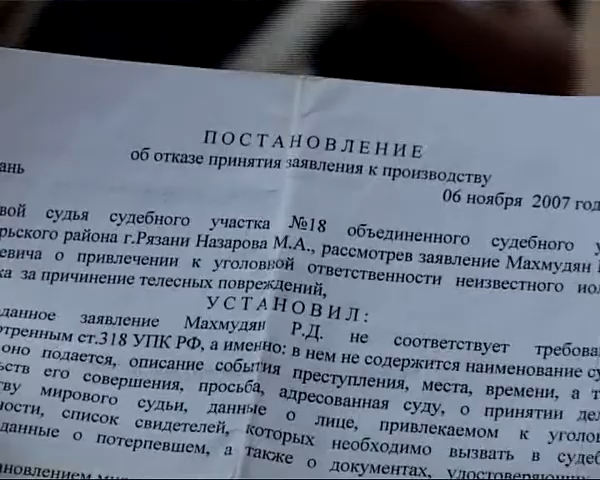 ПОСТАНОВЛЕНИЕ
об отказе принятия заявления к производству
ань
06 ноября 2007 год
вой судья судебного участка №18 объединенного судебного у
рьского района г.Рязани Назарова М.А., рассмотрев заявление Махмудян
евича о привлечении к уголовной ответственности неизвестного
ка за причинение телесных повреждений,
УСТАНОВИЛ:
данное заявление Махмудян Р.Д. не соответствует требова
отренным ст.318 УПК РФ, а именно: в нем не содержится наименование су
оно подается, описание события преступления, места, времени, а т
ств его совершения, просьба, адресованная суду, о принятии дел
тву мирового судьи, данные о лице, привлекаемом к уголо
ности, список свидетелей, которых необходимо вызвать в судеб
данные о потерпевшем, а также о документах, удостоверяющих
ановлением